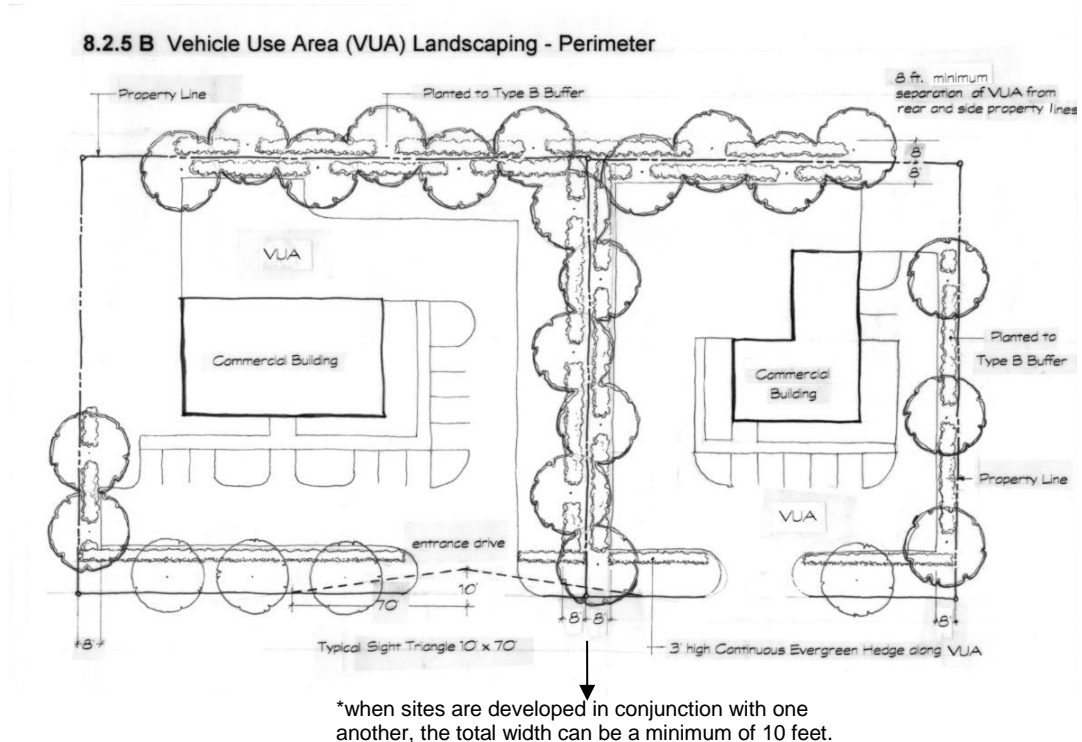 8.2.5 B Vehicle Use Area (VUA) Landscaping - Perimeter
Property Line
Planted to Type B Buffer
8 ft. minimum
separation of VUA from
rear and side property lines
8'
8'
VUA
Commercial Building
Commercial
Building
Planted to
Type B Buffer
Property Line
VUA
entrance drive
10'
70'
8'
8'
8'
8'
Typical Sight Triangle 10' x 70'
3' high Continuous Evergreen Hedge along VUA
*when sites are developed in conjunction with one
another, the total width can be a minimum of 10 feet.